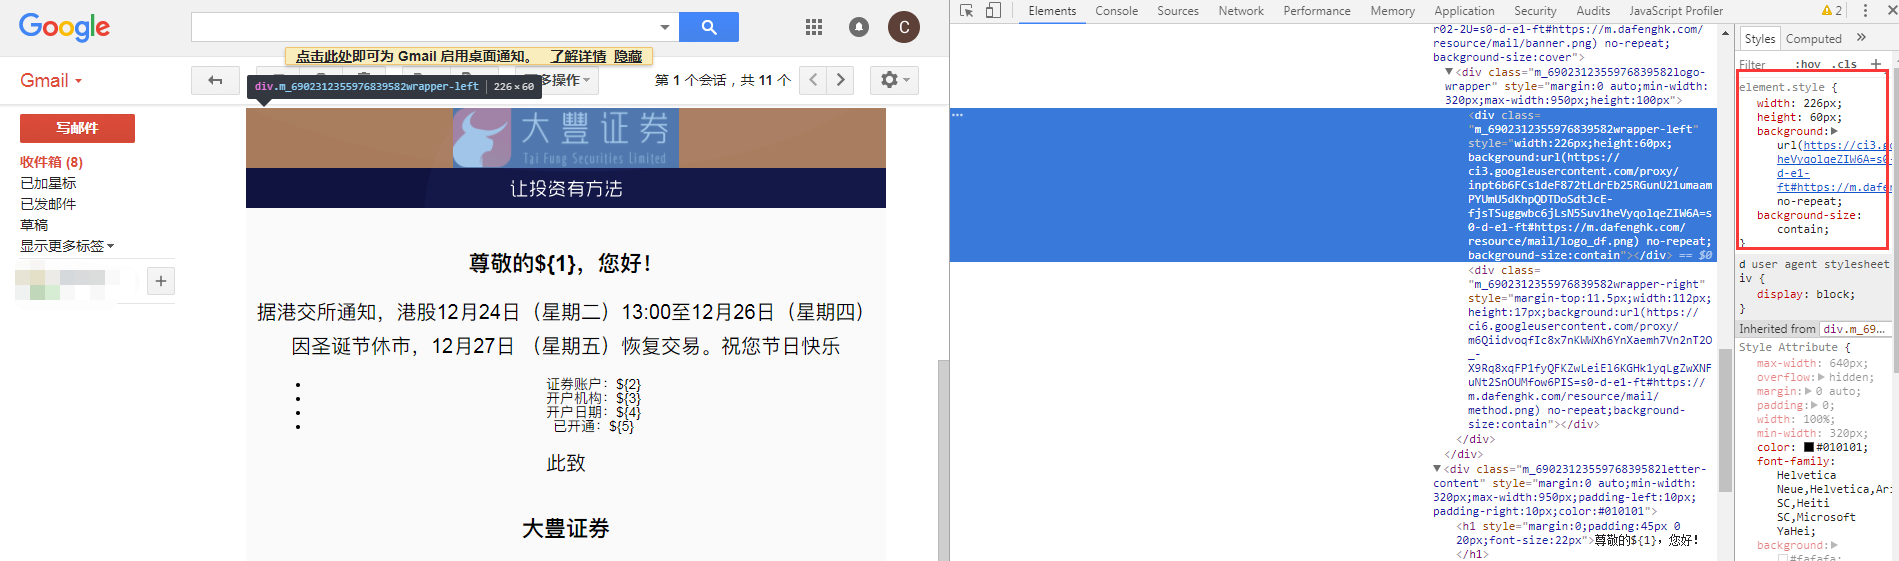 Google
C
点击此处即可为 Gmail 启用桌面通知。 了解详情 隐藏
Gmail
多操作
第 1 个会话，共 11 个
div.m_6902312355976839582wrapper-left | 226 × 60
写邮件
收件箱 (8)
已加星标
已发邮件
草稿
显示更多标签
大豐证券
Tai Fung Securities Limited
让投资有方法
尊敬的${1}，您好！
据港交所通知，港股12月24日（星期二）13:00至12月26日（星期四）
因圣诞节休市，12月27日 （星期五）恢复交易。祝您节日快乐
证券账户：${2}
开户机构：${3}
开户日期：${4}
已开通：${5}
此致
大豐证券
Elements Console Sources Network Performance Memory Application Security Audits JavaScript Profiler
2
r02-2U=s0-d-e1-ft#https://m.dafenghk.com/
resource/mail/banner.png) no-repeat;
background-size:cover">
<div class="m_6902312355976839582logo-
wrapper" style="margin:0 auto;min-width:
320px;max-width:950px;height:100px">
<div class=
"m_6902312355976839582wrapper-left"
style="width:226px;height:60px;
background:url(https://
ci3.googleusercontent.com/proxy/
inpt6b6FCs1deF872tLdrEb25RGunU21umaam
PYUmU5dKhpQDTDoSdtJcE-
fjsTSuggwbc6jLsN5Suv1heVyqolqeZIW6A=s
0-d-e1-ft#https://m.dafenghk.com/
resource/mail/logo_df.png) no-repeat;
background-size:contain"></div> == $0
<div class=
"m_6902312355976839582wrapper-right"
style="margin-top:11.5px;width:112px;
height:17px;background:url(https://
ci6.googleusercontent.com/proxy/
m6QiidvoqfIc8x7nKWWXh6YnXaemh7Vn2nT2O
_-
X9Rq8xqFP1fyQFKZwLeiEl6KGHk1yqLgZwXNF
uNt2SnOUMfow6PIS=s0-d-e1-ft#https://
m.dafenghk.com/resource/mail/
method.png) no-repeat;background-
size:contain"></div>
</div>
</div>
<div class="m_6902312355976839582letter-
content" style="margin:0 auto;min-width:
320px;max-width:950px;padding-left:10px;
padding-right:10px;color:#010101">
<h1 style="margin:0;padding:45px 0
20px;font-size:22px">尊敬的${1}，您好！
</h1>
Styles Computed
Filter :hov .cls +
element.style {
width: 226px;
height: 60px;
background:
url(https://ci3.go
heVyqolqeZIW6A=s0-
d-e1-
ft#https://m.dafen
no-repeat;
background-size:
contain;
}
d user agent stylesheet
iv {
display: block;
}
Inherited from div.m_69...
Style Attribute {
max-width: 640px;
overflow: hidden;
margin: 0 auto;
padding: 0;
width: 100%;
min-width: 320px;
color: #010101;
font-family:
Helvetica
Neue,Helvetica,Ari
SC,Heiti
SC,Microsoft
YaHei;
background:
#fafafa;